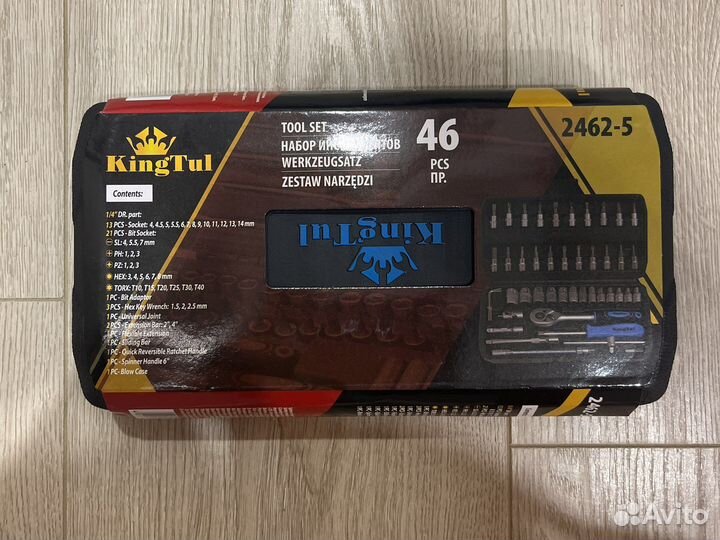 KingTul
Contents:
1/4" DR. part:
13 PCS - Socket: 4, 4.5, 5, 5.5, 6, 7, 8, 9, 10, 11, 12, 13, 14 mm
21 PCS - Bit Socket:
SL: 4, 5.5, 7 mm
PH: 1, 2, 3
PZ: 1, 2, 3
HEX: 3, 4, 5, 6, 7, 8 mm
TORX: T10, T15, T20, T25, T30, T40
1 PC - Bit Adaptor
3 PCS - Hex Key Wrench: 1.5, 2, 2.5 mm
1 PC - Universal Joint
2 PCS - Expansion Bar: 2", 4"
1 PC - Flexible Extension
1 PC - Sliding Bar
1 PC - Quick Reversible Ratchet Handle
1 PC - Spinner Handle 6"
1 PC - Blow Case
TOOL SET
НАБОР ИНСТРУМЕНТОВ
WERKZEUGSATZ
ZESTAW NARZĘDZI
46
PCS
ПР.
2462-5
KingTul
KingTul
Avito